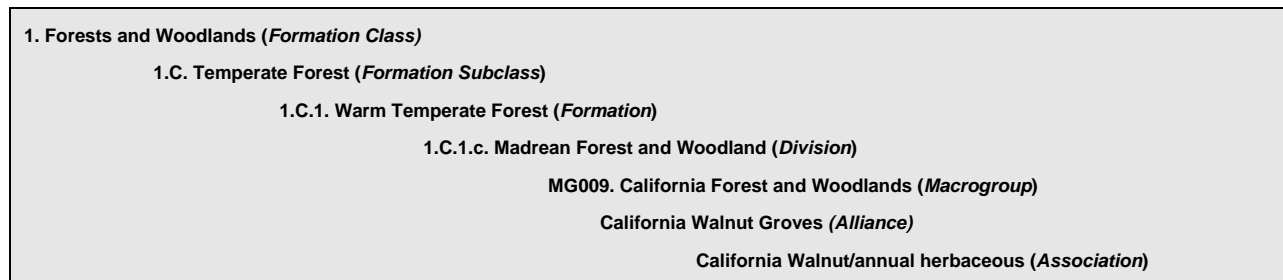 1. Forests and Woodlands (Formation Class)
1.C. Temperate Forest (Formation Subclass)
1.C.1. Warm Temperate Forest (Formation)
1.C.1.c. Madrean Forest and Woodland (Division)
MG009. California Forest and Woodlands (Macrogroup)
California Walnut Groves (Alliance)
California Walnut/annual herbaceous (Association)